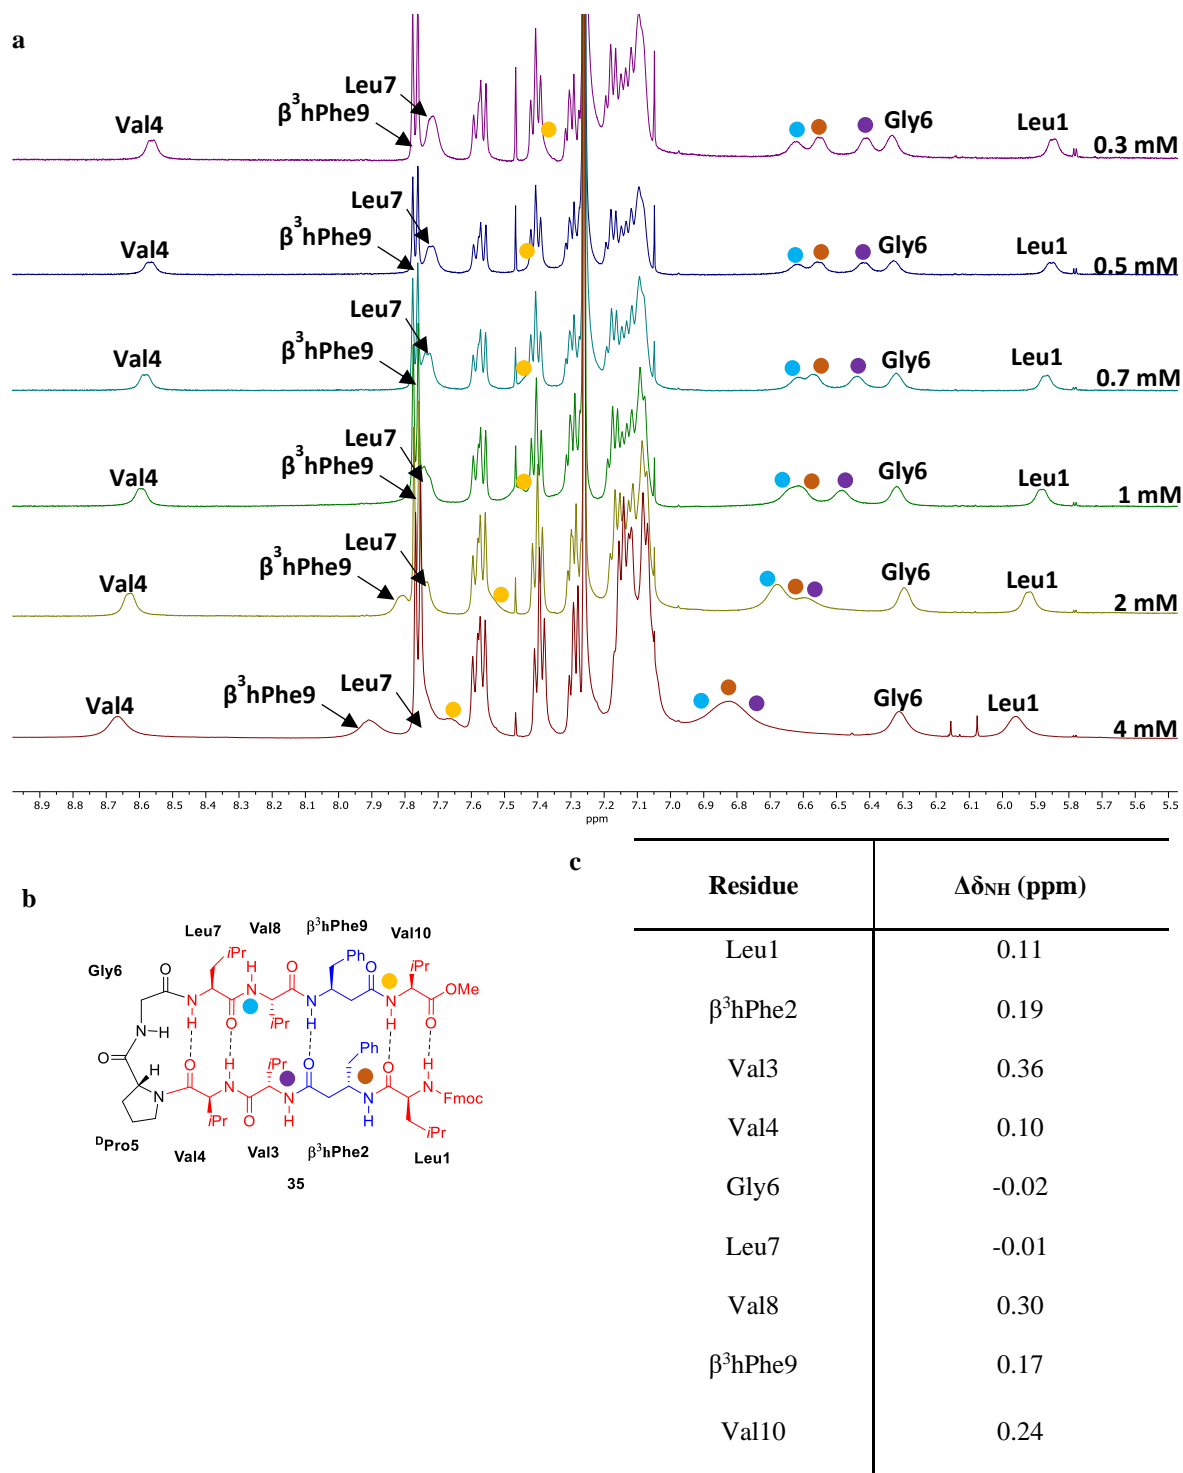 a
Leu7
β³hPhe9
Val4
Gly6
Leu1
0.3 mM
Leu7
β³hPhe9
Val4
Gly6
Leu1
0.5 mM
Leu7
β³hPhe9
Val4
Gly6
Leu1
0.7 mM
Leu7
β³hPhe9
Val4
Gly6
Leu1
1 mM
Leu7
β³hPhe9
Val4
Gly6
Leu1
2 mM
Leu7
β³hPhe9
Val4
Gly6
Leu1
4 mM
8.9 8.8 8.7 8.6 8.5 8.4 8.3 8.2 8.1 8.0 7.9 7.8 7.7 7.6 7.5 7.4 7.3 7.2 7.1 7.0 6.9 6.8 6.7 6.6 6.5 6.4 6.3 6.2 6.1 6.0 5.9 5.8 5.7 5.6 5.5
ppm
b
Leu7 Val8 β³hPhe9 Val10
Gly6
iPr H O Ph O iPr
O N N OMe
N N N
H O iPr H H O
N-H
O
H O H iPr O Ph O H
N N N Fmoc
N N
iPr O H H iPr
ᴰPro5
Val4 Val3 β³hPhe2 Leu1
35
c
Residue ΔδNH (ppm)
Leu1 0.11
β³hPhe2 0.19
Val3 0.36
Val4 0.10
Gly6 -0.02
Leu7 -0.01
Val8 0.30
β³hPhe9 0.17
Val10 0.24